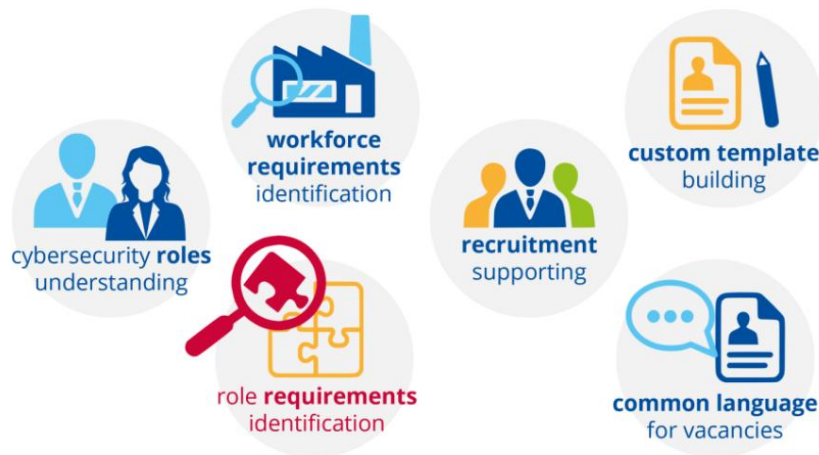 workforce
requirements
identification
custom template
building
cybersecurity roles
understanding
recruitment
supporting
role requirements
identification
common language
for vacancies